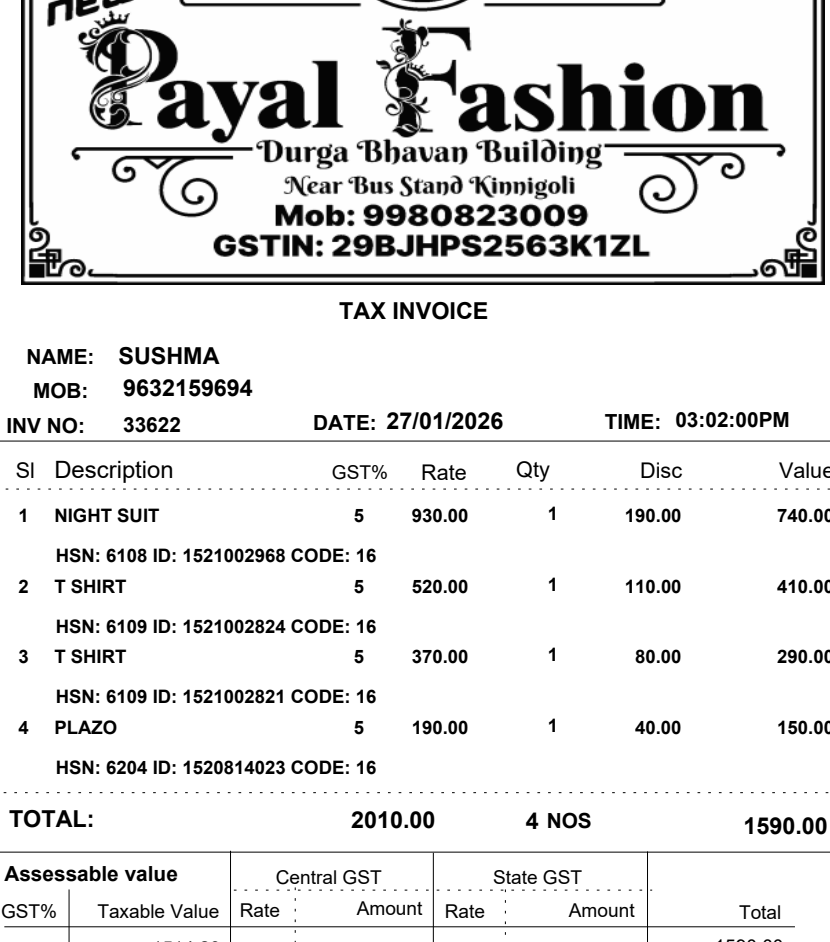 new
Payal Fashion
Durga Bhavan Building
Near Bus Stand Kinnigoli
Mob: 9980823009
GSTIN: 29BJHPS2563K1ZL
TAX INVOICE
NAME: SUSHMA
MOB: 9632159694
INV NO: 33622 DATE: 27/01/2026 TIME: 03:02:00PM
Sl Description GST% Rate Qty Disc Value
1 NIGHT SUIT 5 930.00 1 190.00 740.00
HSN: 6108 ID: 1521002968 CODE: 16
2 T SHIRT 5 520.00 1 110.00 410.00
HSN: 6109 ID: 1521002824 CODE: 16
3 T SHIRT 5 370.00 1 80.00 290.00
HSN: 6109 ID: 1521002821 CODE: 16
4 PLAZO 5 190.00 1 40.00 150.00
HSN: 6204 ID: 1520814023 CODE: 16
TOTAL: 2010.00 4 NOS 1590.00
Assessable value Central GST State GST
GST% Taxable Value Rate Amount Rate Amount Total